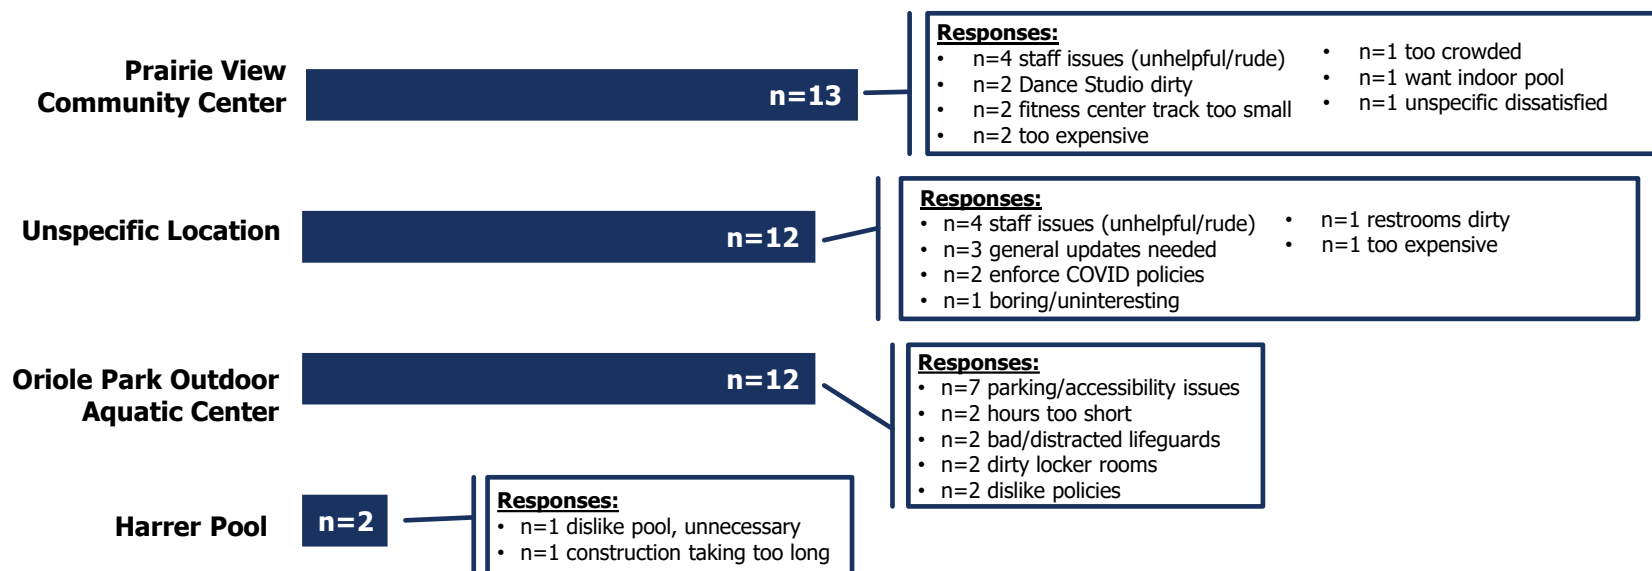 Prairie View
Community Center
n=13
Responses:
• n=4 staff issues (unhelpful/rude)
• n=2 Dance Studio dirty
• n=2 fitness center track too small
• n=2 too expensive
• n=1 too crowded
• n=1 want indoor pool
• n=1 unspecific dissatisfied
Unspecific Location
n=12
Responses:
• n=4 staff issues (unhelpful/rude)
• n=3 general updates needed
• n=2 enforce COVID policies
• n=1 boring/uninteresting
• n=1 restrooms dirty
• n=1 too expensive
Oriole Park Outdoor
Aquatic Center
n=12
Responses:
• n=7 parking/accessibility issues
• n=2 hours too short
• n=2 bad/distracted lifeguards
• n=2 dirty locker rooms
• n=2 dislike policies
Harrer Pool
n=2
Responses:
• n=1 dislike pool, unnecessary
• n=1 construction taking too long